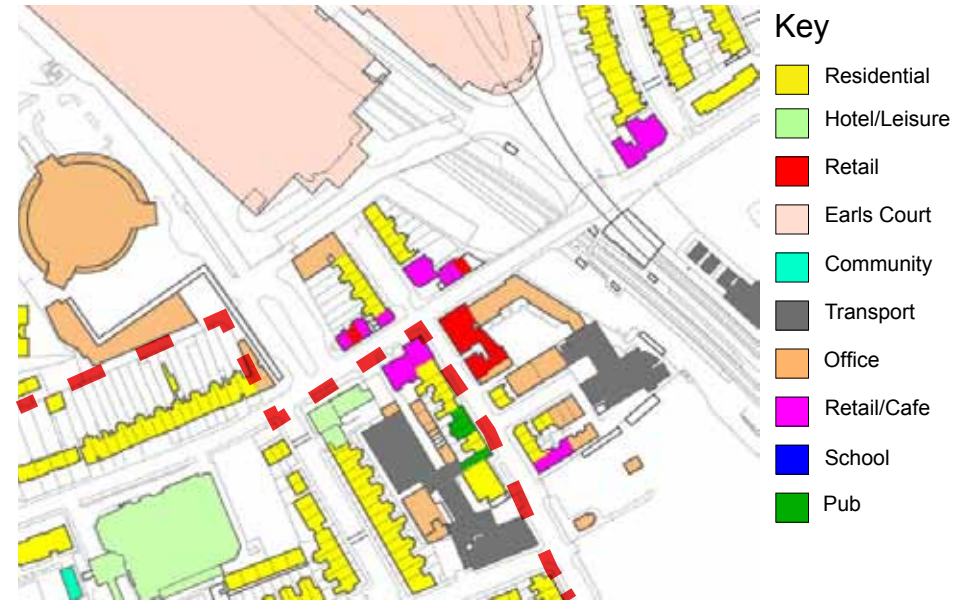 Key
Residential
Hotel/Leisure
Retail
Earls Court
Community
Transport
Office
Retail/Cafe
School
Pub